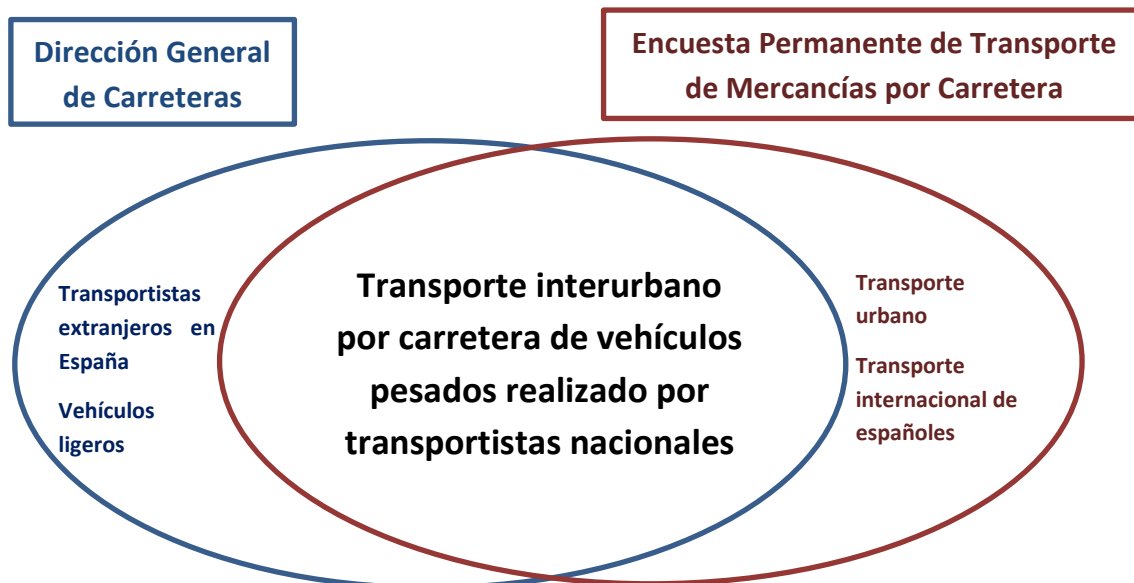 Dirección General
de Carreteras
Encuesta Permanente de Transporte
de Mercancías por Carretera
Transportistas
extranjeros en
España
Vehículos
ligeros
Transporte interurbano
por carretera de vehículos
pesados realizado por
transportistas nacionales
Transporte
urbano
Transporte
internacional de
españoles